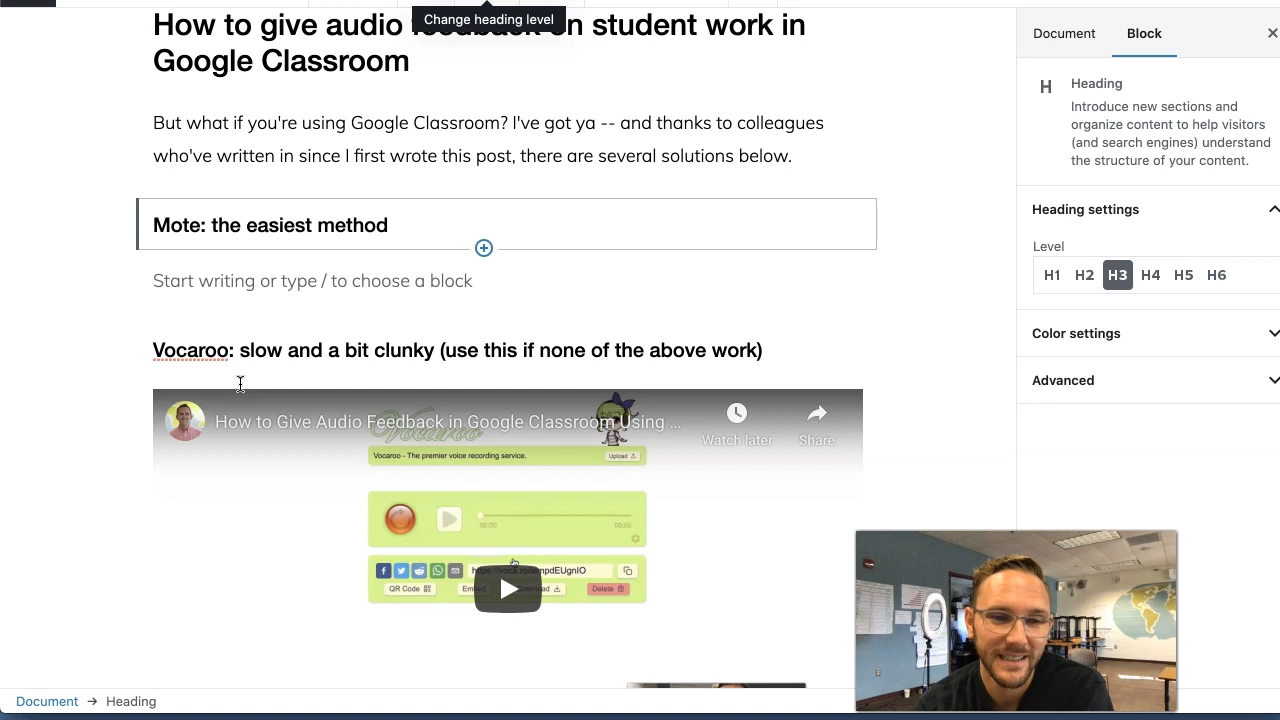 Change heading level
How to give audio feedback on student work in
Google Classroom
But what if you're using Google Classroom? I've got ya -- and thanks to colleagues
who've written in since I first wrote this post, there are several solutions below.
Mote: the easiest method
Start writing or type / to choose a block
Vocaroo: slow and a bit clunky (use this if none of the above work)
How to Give Audio Feedback in Google Classroom Using ...
Watch later
Share
Vocaroo
Vocaroo - The premier voice recording service.
Upload
00:00
00:05
QR Code
Delete
Document
Block
Heading
Introduce new sections and
organize content to help visitors
(and search engines) understand
the structure of your content.
Heading settings
Level
H1 H2 H3 H4 H5 H6
Color settings
Advanced
Document → Heading